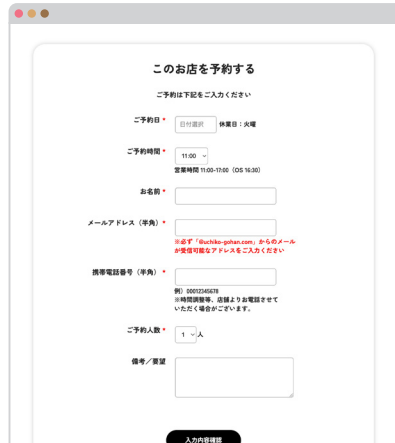 このお店を予約する
ご予約は下記をご入力ください
ご予約日 *
日付選択 休業日：火曜
ご予約時間 *
11:00
営業時間 11:00-17:00（OS 16:30）
お名前 *
メールアドレス（半角） *
※必ず「@uchiko-gohan.com」からのメール
が受信可能なアドレスをご入力ください
携帯電話番号（半角） *
例）00012345678
※時間調整等、店舗よりお電話させて
いただく場合がございます。
ご予約人数 *
1 人
備考／要望
入力内容確認